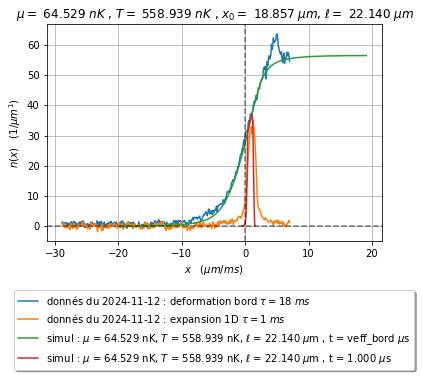 μ = 64.529 nK , T = 558.939 nK , x₀ = 18.857 μm, ℓ = 22.140 μm
60
50
40
30
20
10
0
n(x) (1/μm¹)
−30
−20
−10
0
10
20
x (μm/ms)
donnés du 2024-11-12 : deformation bord τ = 18 ms
donnés du 2024-11-12 : expansion 1D τ = 1 ms
simul : μ = 64.529 nK, T = 558.939 nK, ℓ = 22.140 μm , t = veff_bord μs
simul : μ = 64.529 nK, T = 558.939 nK, ℓ = 22.140 μm , t = 1.000 μs